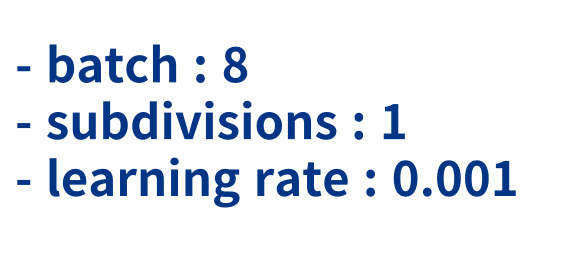 - batch : 8
- subdivisions : 1
- learning rate : 0.001